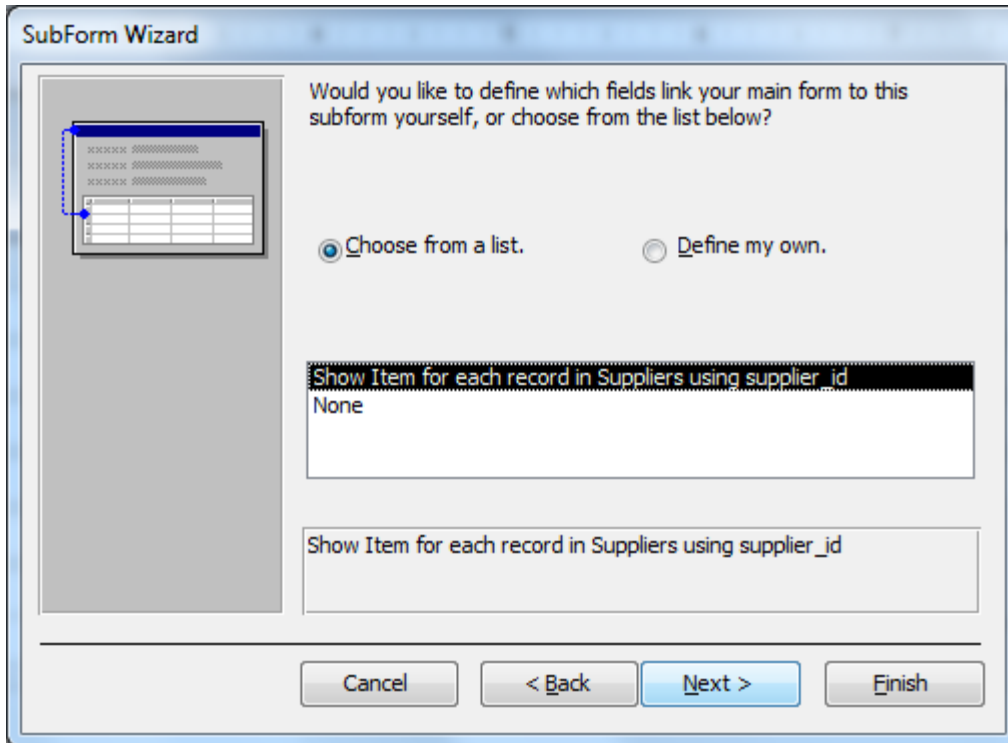 SubForm Wizard
Would you like to define which fields link your main form to this
subform yourself, or choose from the list below?
Choose from a list.
Define my own.
Show Item for each record in Suppliers using supplier_id
None
Show Item for each record in Suppliers using supplier_id
Cancel
< Back
Next >
Finish